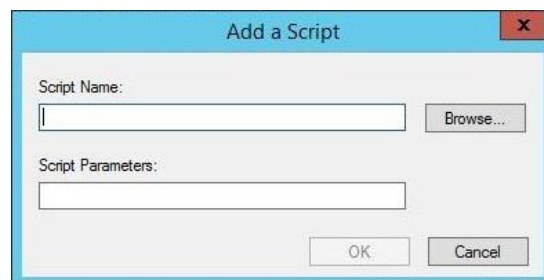 Add a Script
x
Script Name:
Browse...
Script Parameters:
OK
Cancel